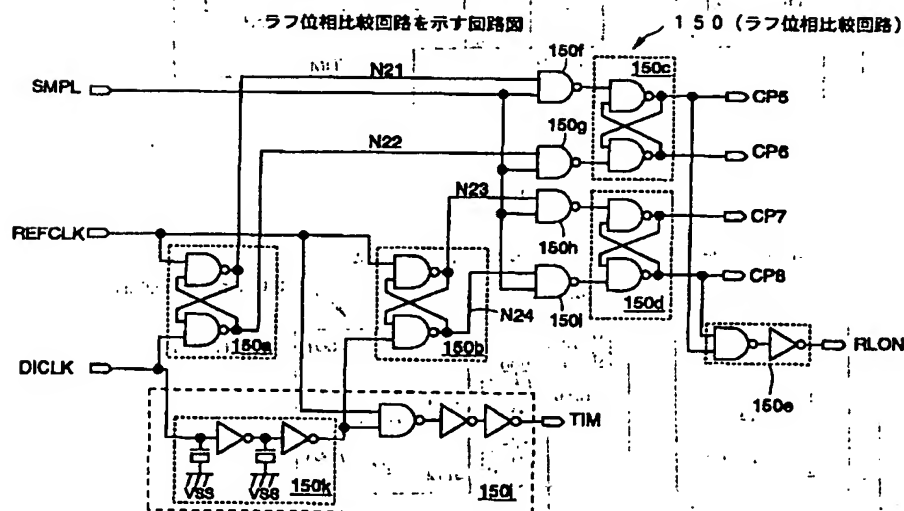 ラフ位相比較回路を示す回路図
150(ラフ位相比較回路)
150f
150c
N21
SMPL
CP5
150g
N22
CP6
N23
REFCLK
CP7
150h
CP8
N24
150i
150d
150a
150b
DICLK
RLON
150e
TIM
VSS
VSS
150k
150j